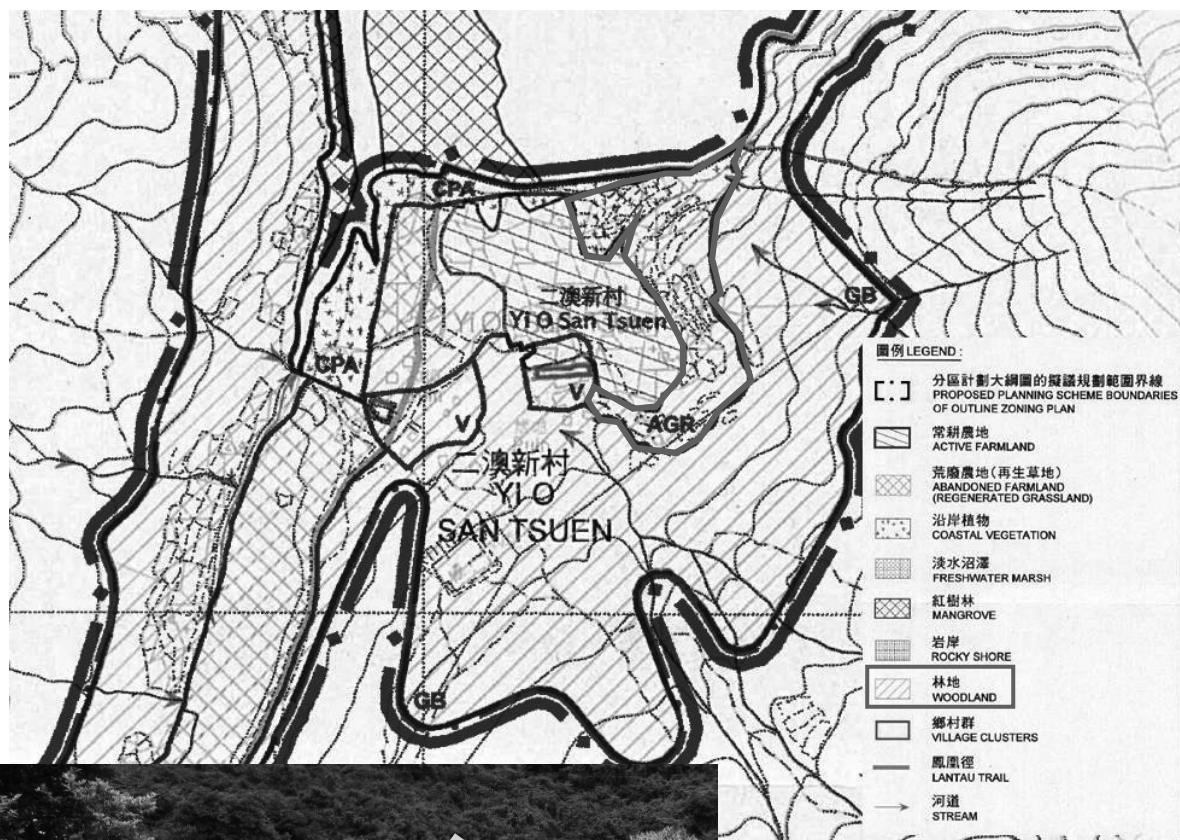 CPA
二澳新村
YI O San Tsuen
GB
CPA
V
V
AGR
二澳新村
YI O
SAN TSUEN
GB
圖例 LEGEND :
分區計劃大綱圖的擬議規劃範圍界線
PROPOSED PLANNING SCHEME BOUNDARIES
OF OUTLINE ZONING PLAN
常耕農地
ACTIVE FARMLAND
荒廢農地(再生草地)
ABANDONED FARMLAND
(REGENERATED GRASSLAND)
沿岸植物
COASTAL VEGETATION
淡水沼澤
FRESHWATER MARSH
紅樹林
MANGROVE
岩岸
ROCKY SHORE
林地
WOODLAND
鄉村群
VILLAGE CLUSTERS
鳳凰徑
LANTAU TRAIL
河道
STREAM